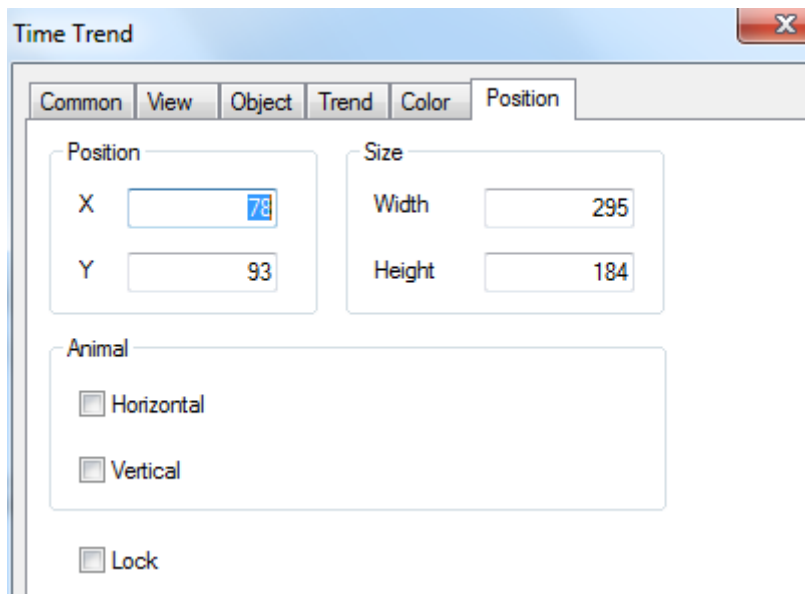 Time Trend
Common View Object Trend Color Position
Position Size
X 78 Width 295
Y 93 Height 184
Animal
Horizontal
Vertical
Lock